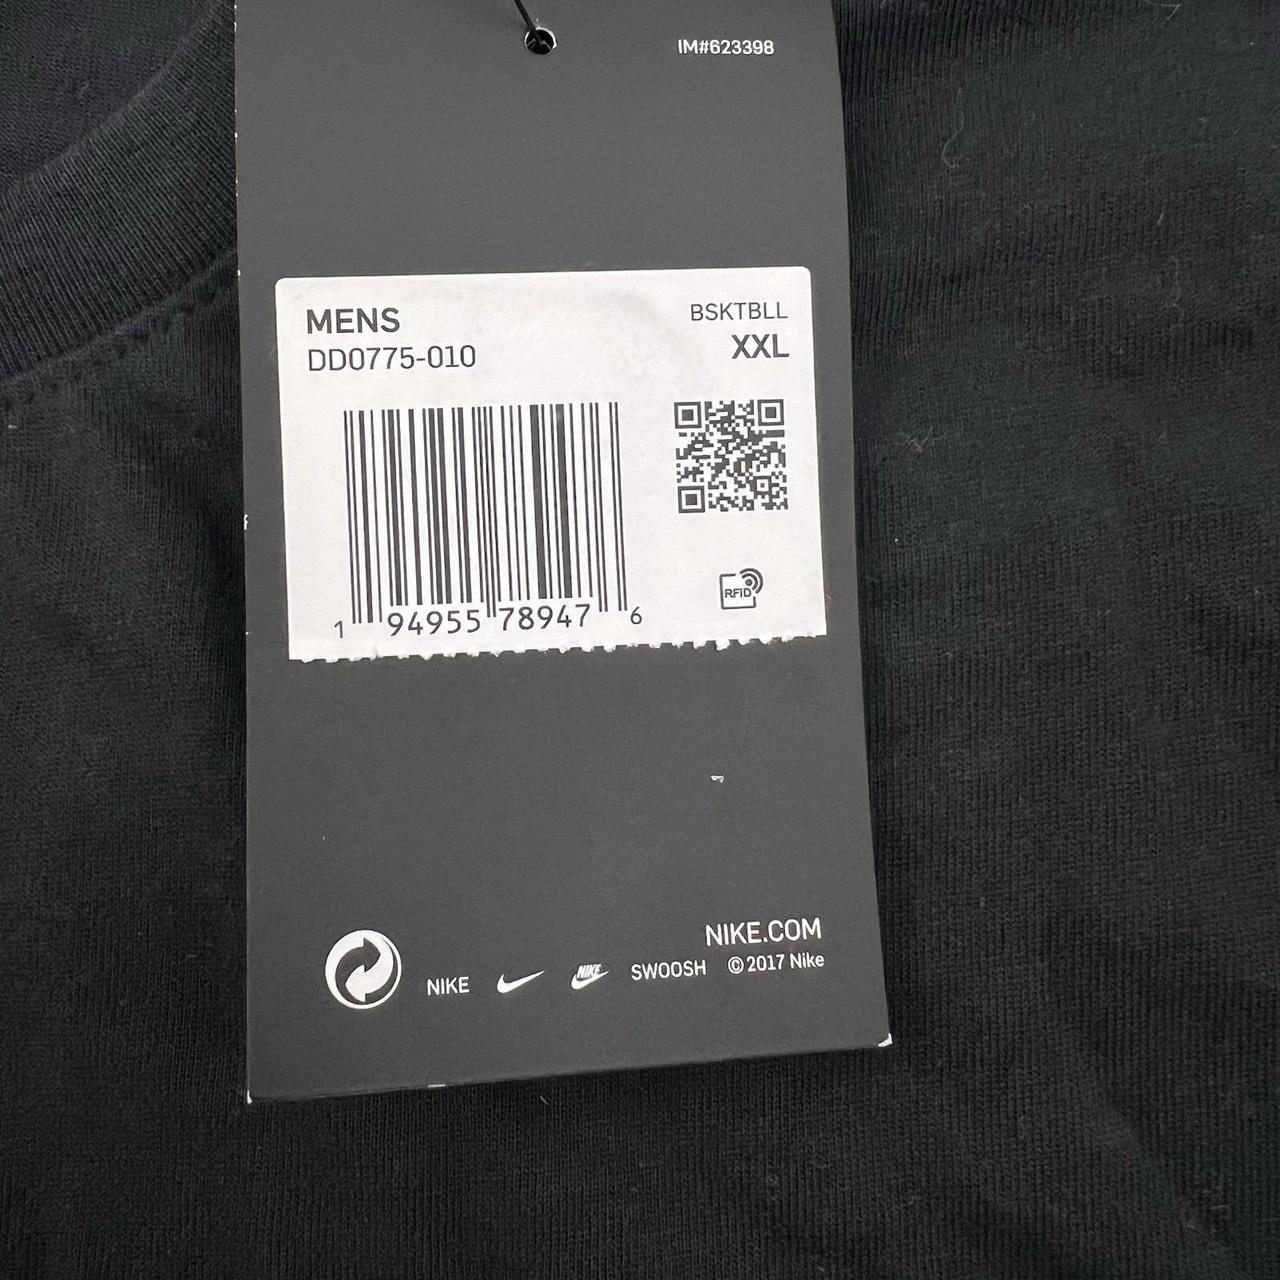 IM#623398
MENS
BSKTBLL
DD0775-010
XXL
RFID
1 94955 78947 6
NIKE.COM
NIKE NIKE SWOOSH ©2017 Nike